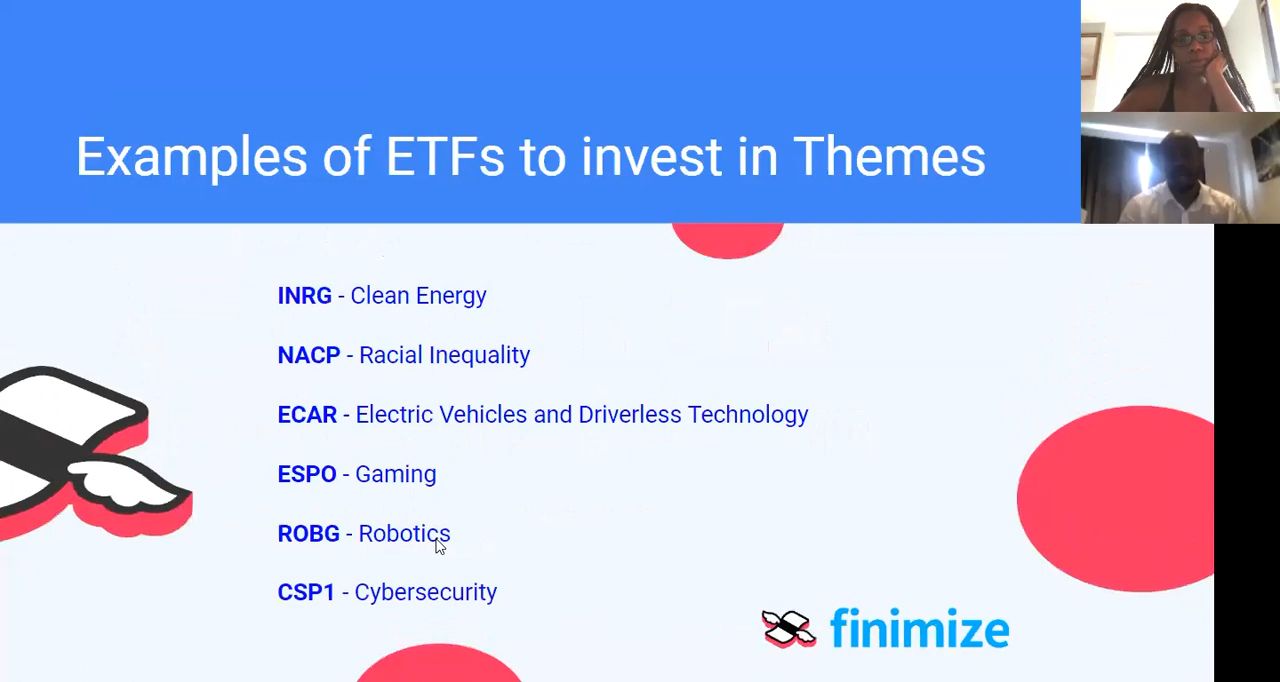 Examples of ETFs to invest in Themes
INRG - Clean Energy
NACP - Racial Inequality
ECAR - Electric Vehicles and Driverless Technology
ESPO - Gaming
ROBG - Robotics
CSP1 - Cybersecurity
finimize